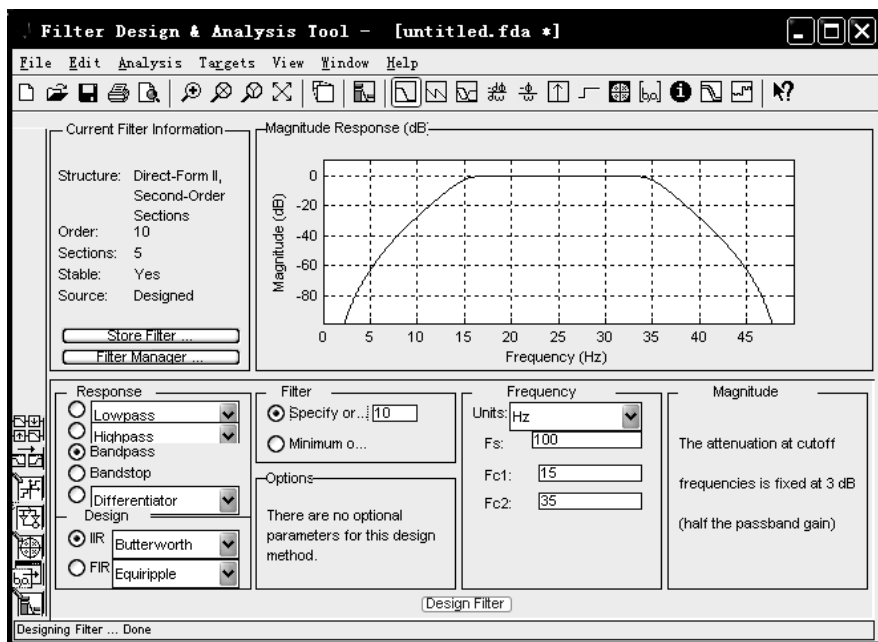 Filter Design & Analysis Tool - [untitled.fda *]
File Edit Analysis Targets View Window Help
Current Filter Information
Structure: Direct-Form II,
Second-Order
Sections
Order: 10
Sections: 5
Stable: Yes
Source: Designed
Store Filter ...
Filter Manager ...
Magnitude Response (dB)
Magnitude (dB)
0
-20
-40
-60
-80
0 5 10 15 20 25 30 35 40 45
Frequency (Hz)
Response
Lowpass
Highpass
Bandpass
Bandstop
Differentiator
Design
IIR Butterworth
FIR Equiripple
Filter
Specify or... 10
Minimum o...
Options
There are no optional
parameters for this design
method.
Frequency
Units: Hz
Fs: 100
Fc1: 15
Fc2: 35
Magnitude
The attenuation at cutoff
frequencies is fixed at 3 dB
(half the passband gain)
Design Filter
Designing Filter ... Done